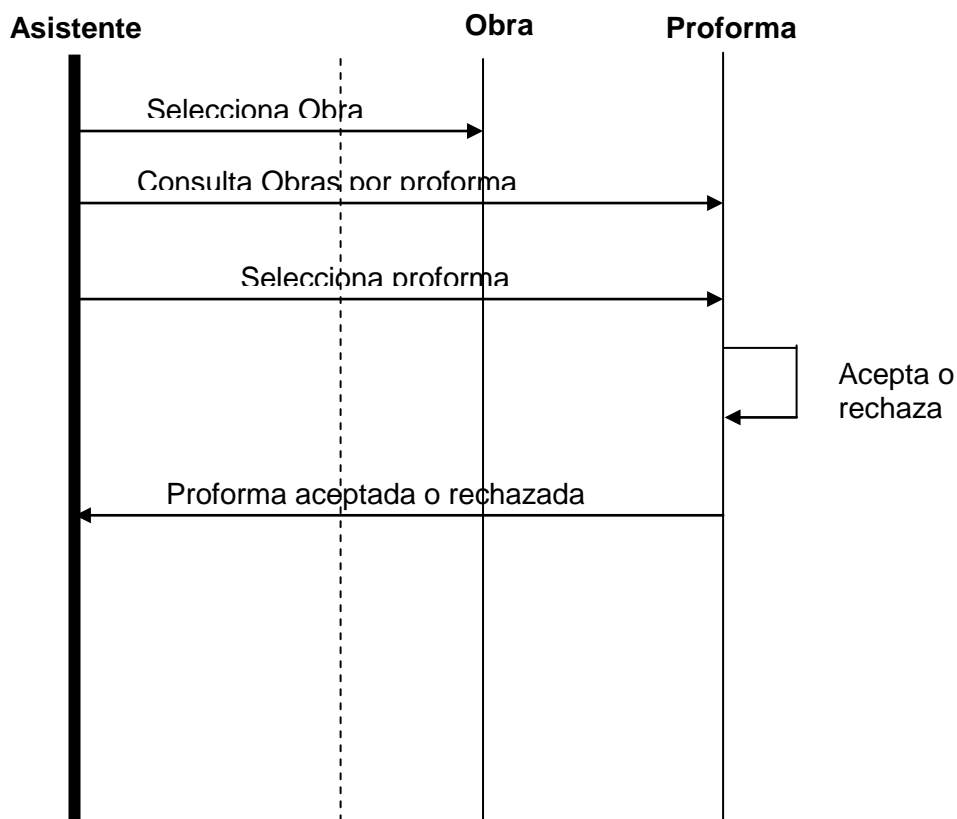 Asistente
Obra
Proforma
Selecciona Obra
Consulta Obras por proforma
Selecciona proforma
Acepta o
rechaza
Proforma aceptada o rechazada